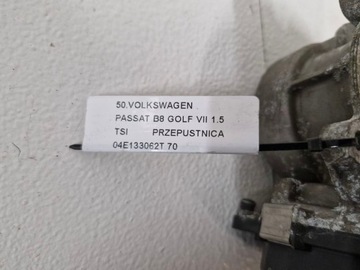 50.VOLKSWAGEN
PASSAT B8 GOLF VII 1.5
TSI PRZEPUSTNICA
04E133062T 70